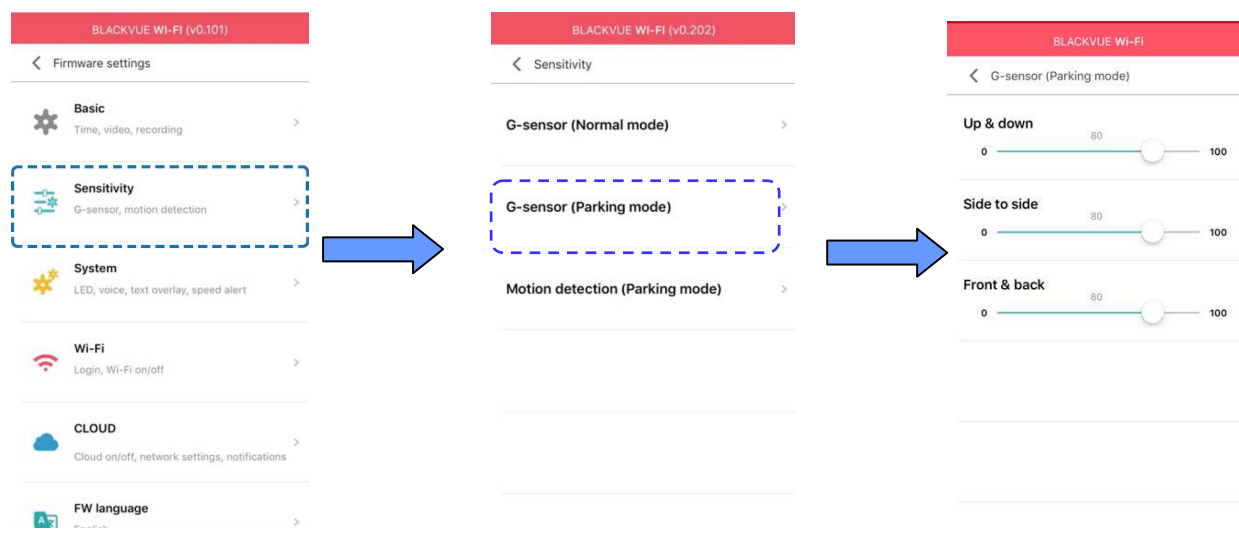 BLACKVUE WI-FI (v0.101)
Firmware settings
Basic
Time, video, recording
Sensitivity
G-sensor, motion detection
System
LED, voice, text overlay, speed alert
Wi-Fi
Login, Wi-Fi on/off
CLOUD
Cloud on/off, network settings, notifications
FW language
BLACKVUE WI-FI (v0.202)
Sensitivity
G-sensor (Normal mode)
G-sensor (Parking mode)
Motion detection (Parking mode)
BLACKVUE Wi-Fi
G-sensor (Parking mode)
Up & down
80
0 100
Side to side
80
0 100
Front & back
80
0 100